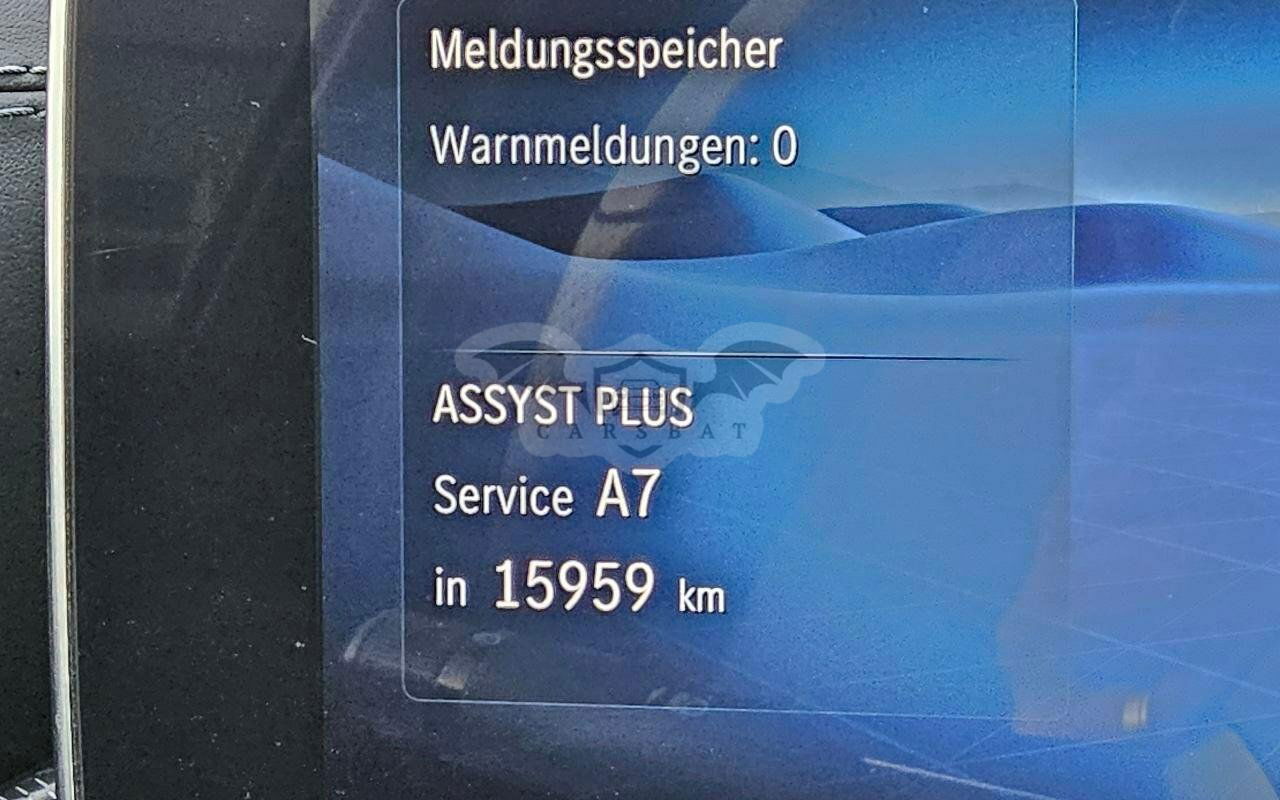 Meldungsspeicher
Warnmeldungen: 0
ASSYST PLUS
CARSBAT
Service A7
in 15959 km